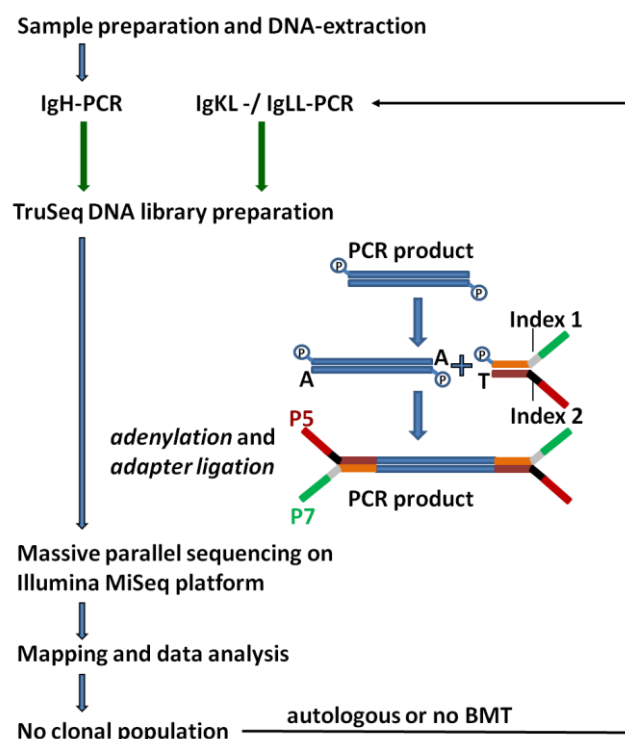 Sample preparation and DNA-extraction
IgH-PCR
IgKL -/ IgLL-PCR
TruSeq DNA library preparation
PCR product
P
P
Index 1
P
A
P
A
P
T
Index 2
P5
adenylation and
adapter ligation
PCR product
P7
Massive parallel sequencing on
Illumina MiSeq platform
Mapping and data analysis
No clonal population
autologous or no BMT